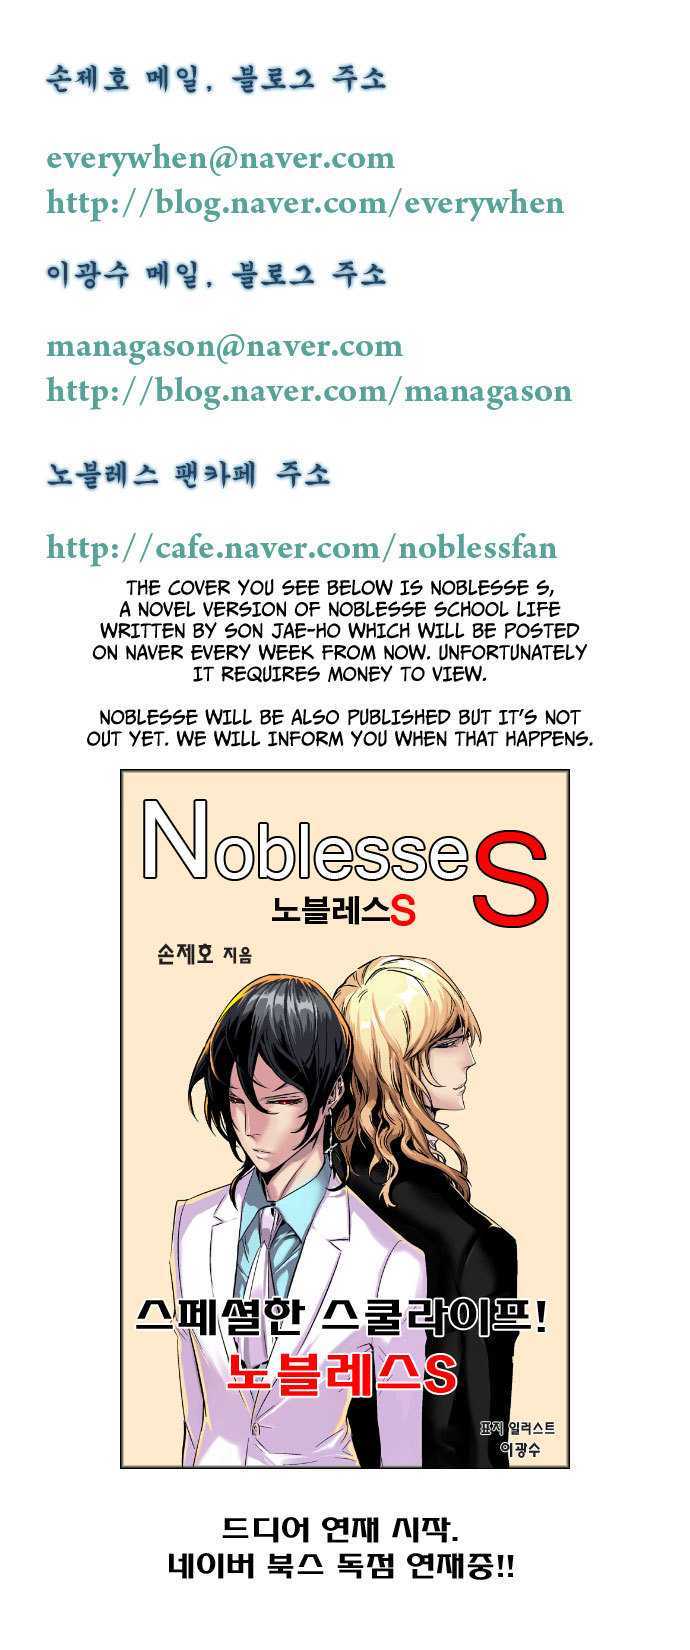 손제호 메일, 블로그 주소
everywhen@naver.com
http://blog.naver.com/everywhen
이광수 메일, 블로그 주소
managason@naver.com
http://blog.naver.com/managason
노블레스 팬카페 주소
http://cafe.naver.com/noblessfan
THE COVER YOU SEE BELOW IS NOBLESSE S,
A NOVEL VERSION OF NOBLESSE SCHOOL LIFE
WRITTEN BY SON JAE-HO WHICH WILL BE POSTED
ON NAVER EVERY WEEK FROM NOW. UNFORTUNATELY
IT REQUIRES MONEY TO VIEW.
NOBLESSE WILL BE ALSO PUBLISHED BUT IT'S NOT
OUT YET. WE WILL INFORM YOU WHEN THAT HAPPENS.
Noblesse S
노블레스S
손제호 지음
스페셜한 스쿨라이프!
노블레스S
표지 일러스트
이광수
드디어 연재 시작.
네이버 북스 독점 연재중!!